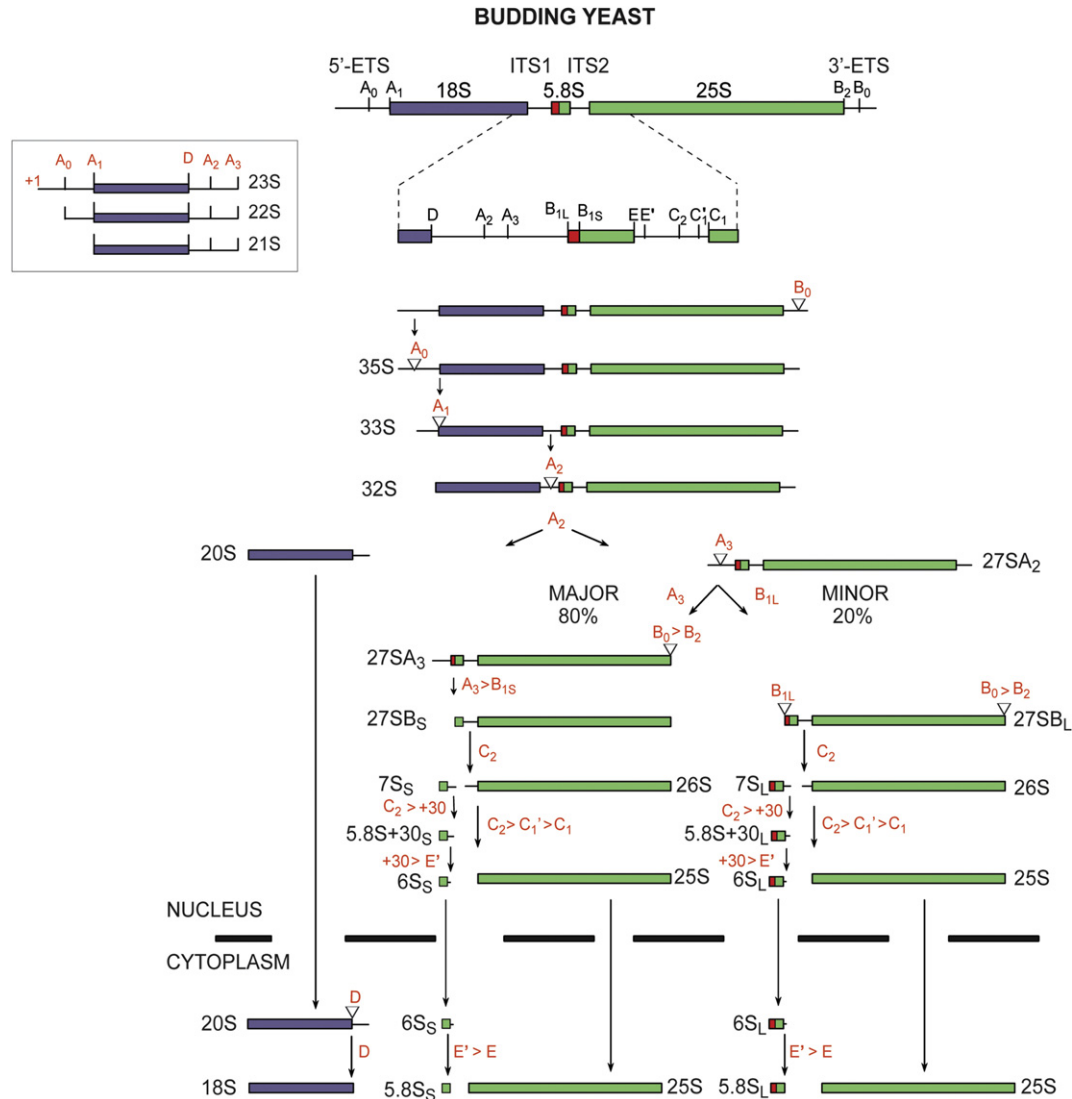 BUDDING YEAST
5'-ETS ITS1 ITS2 3'-ETS
A0 A1 18S 5.8S 25S B2 B0
A0 A1 D A2 A3
+1 23S
22S
21S
D A2 A3 B1L B1S EE' C2 C'1 C1
B0
A0
35S
A1
33S
A2
32S
A2
20S
A3
27SA2
MAJOR
80%
A3 B1L
MINOR
20%
B0 > B2
27SA3
A3 > B1S
27SBS
B1L B0 > B2
27SBL
C2 C2
7SS 26S 7SL 26S
C2 > +30 C2 > +30
C2 > C1' > C1 C2 > C1' > C1
5.8S+30S 5.8S+30L
+30 > E' +30 > E'
6SS 25S 6SL 25S
NUCLEUS
CYTOPLASM
D
20S 6SS 6SL
D E' > E E' > E
18S 5.8SS 25S 5.8SL 25S